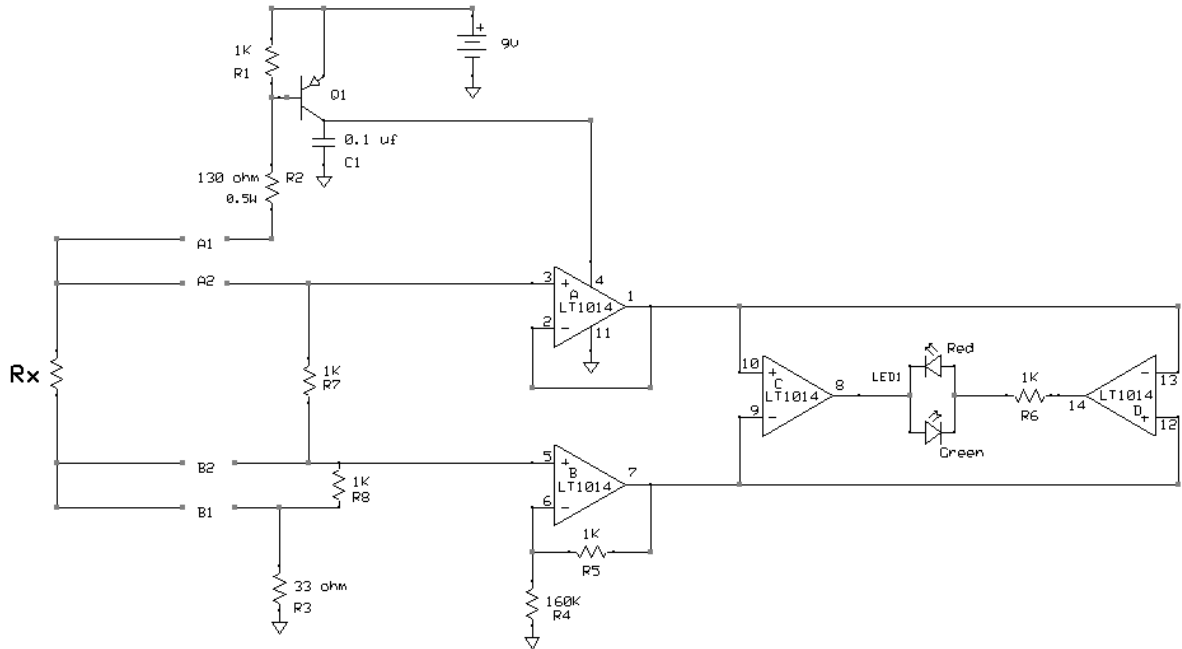 1K
R1
+
9v
Q1
0.1 uf
C1
130 ohm R2
0.5W
A1
A2
3 + 4
A
LT1014
1
2 -
11
Rx
1K
R7
10 +
C
LT1014
9 -
8
LED1
Red
Green
1K
R6
14
- 13
LT1014
D
+ 12
B2
1K
R8
B1
5 +
B
LT1014
7
6 -
1K
R5
33 ohm
R3
160K
R4